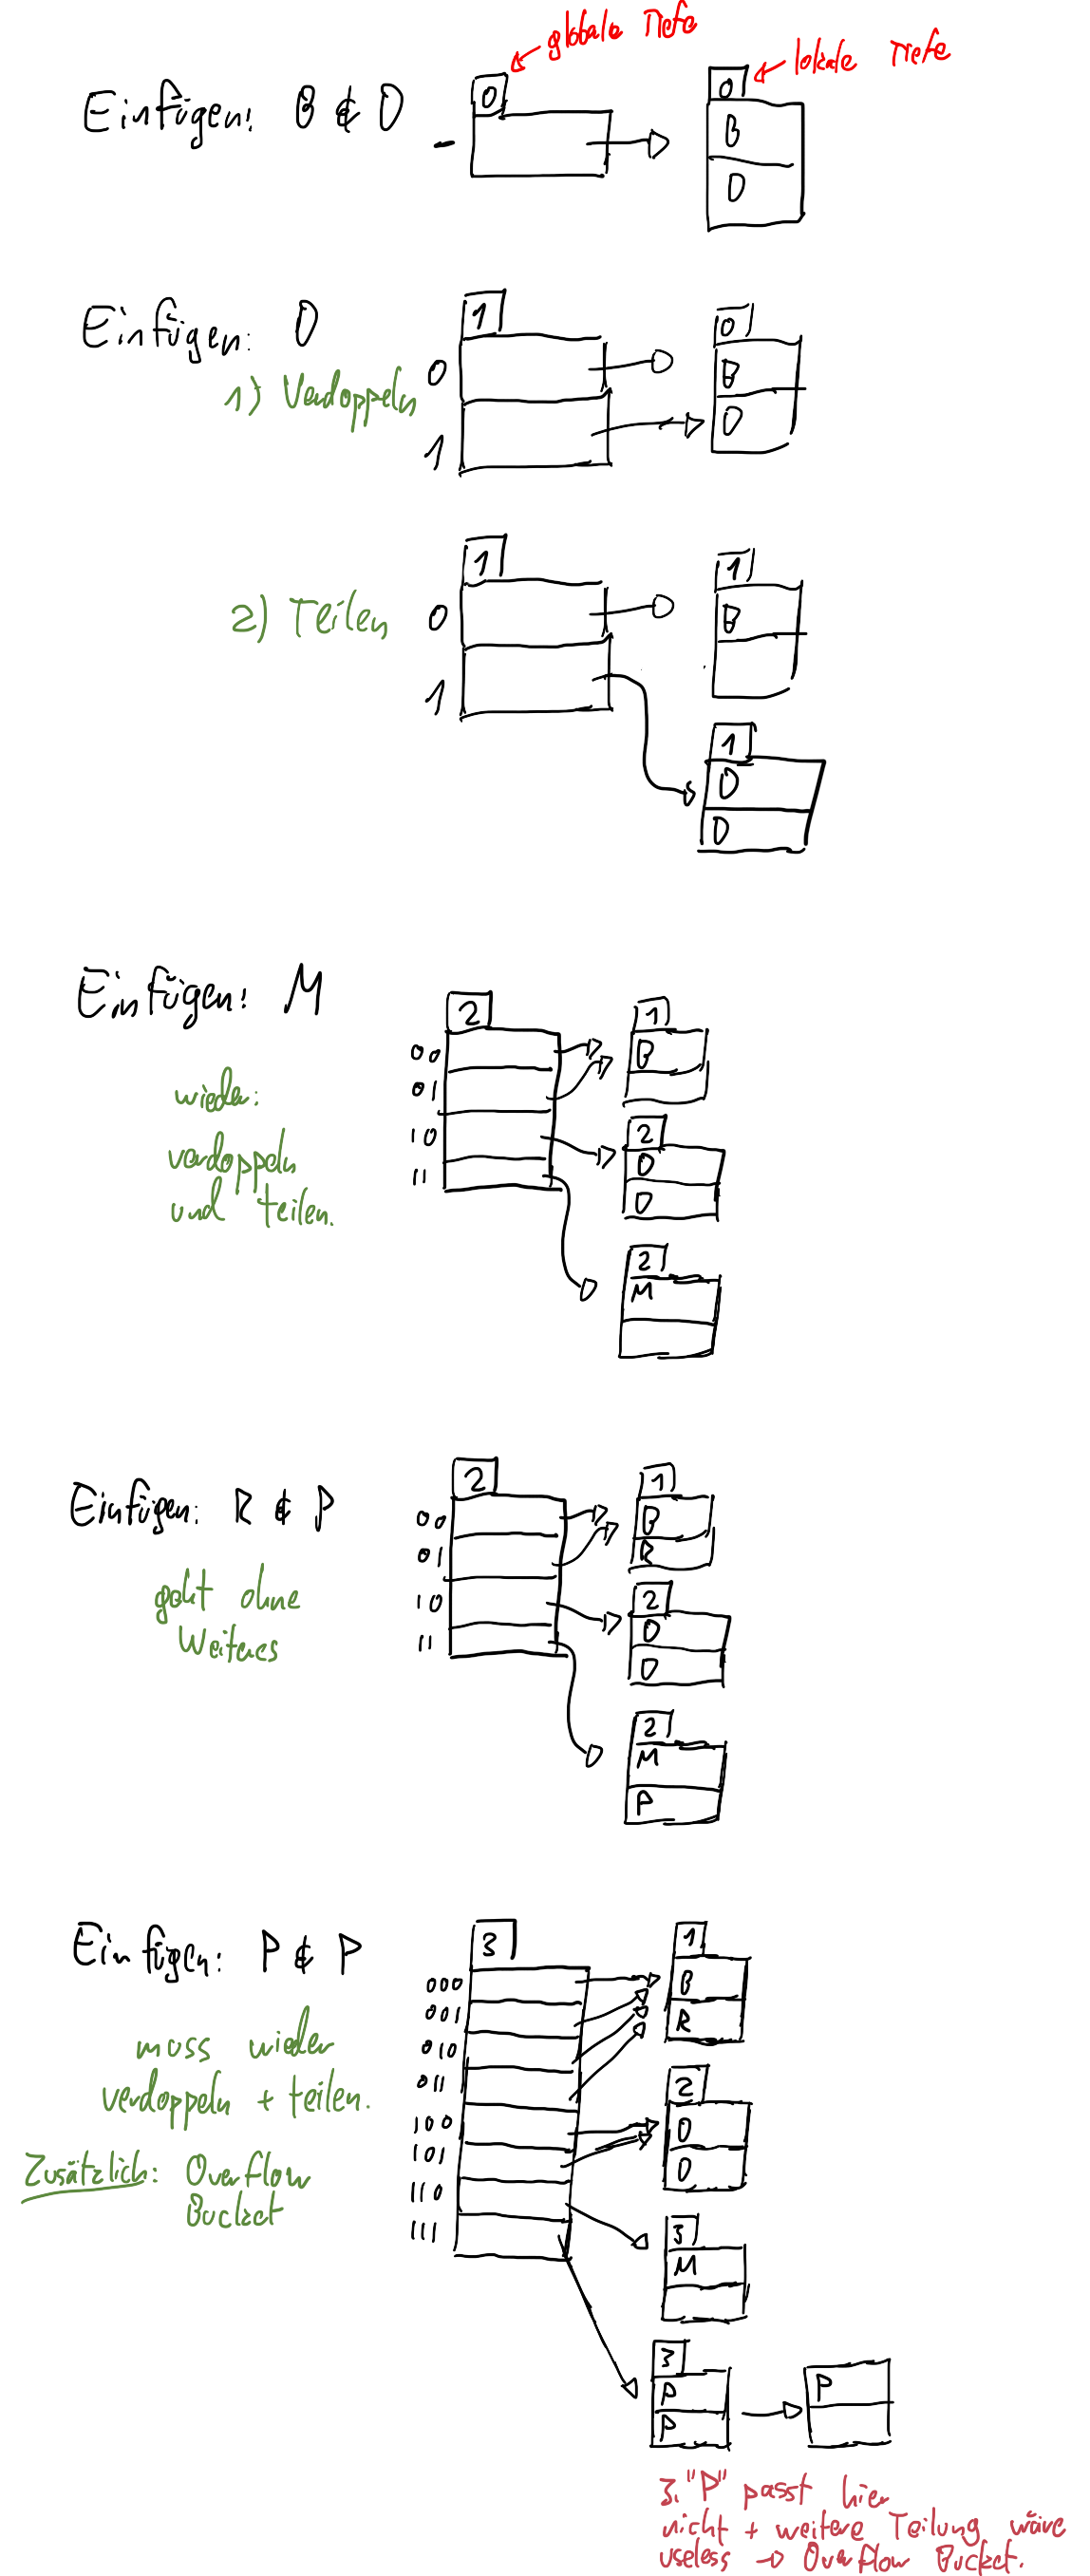 globale Tiefe
lokale Tiefe
Einfügen: B & D
0
0
-
B
D
Einfügen: D
1) Verdoppeln
1
0
1
0
B
D
2) Teilen
1
0
1
1
B
1
D
D
Einfügen: M
wieder:
verdoppeln
und teilen.
2
00
01
10
11
1
B
2
D
D
2
M
Einfügen: R & P
geht ohne
Weiteres
2
00
01
10
11
1
B
R
2
D
D
2
M
P
Einfügen: P & P
muss wieder
verdoppeln + teilen.
Zusätzlich: Overflow
Bucket
3
000
001
010
011
100
101
110
111
1
B
R
2
D
D
3
M
3
P
P
P
3. "P" passt hier
nicht + weitere Teilung wäre
useless → Overflow Bucket.